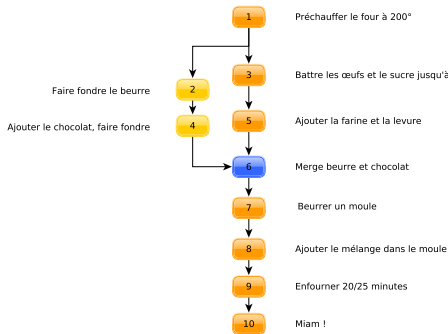 1 Préchauffer le four à 200°
3 Battre les œufs et le sucre jusqu'à
Faire fondre le beurre 2
5 Ajouter la farine et la levure
Ajouter le chocolat, faire fondre 4
6 Merge beurre et chocolat
7 Beurrer un moule
8 Ajouter le mélange dans le moule
9 Enfourner 20/25 minutes
10 Miam !